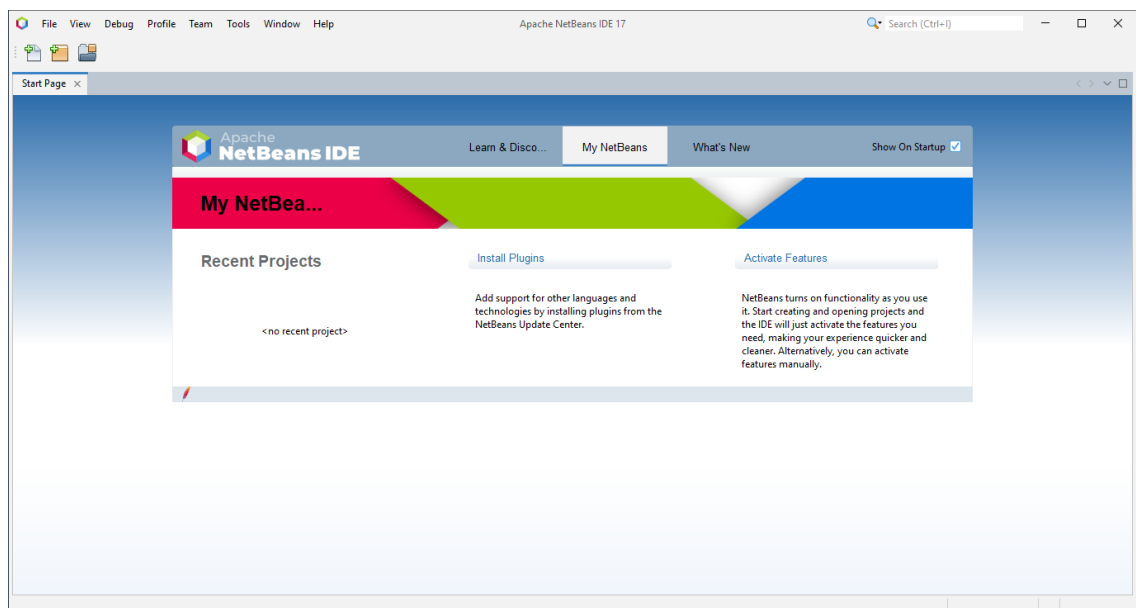 File View Debug Profile Team Tools Window Help Apache NetBeans IDE 17 Search (Ctrl+I)
Start Page
Apache
NetBeans IDE
Learn & Disco... My NetBeans What's New Show On Startup
My NetBea...
Recent Projects
<no recent project>
Install Plugins
Add support for other languages and
technologies by installing plugins from the
NetBeans Update Center.
Activate Features
NetBeans turns on functionality as you use
it. Start creating and opening projects and
the IDE will just activate the features you
need, making your experience quicker and
cleaner. Alternatively, you can activate
features manually.